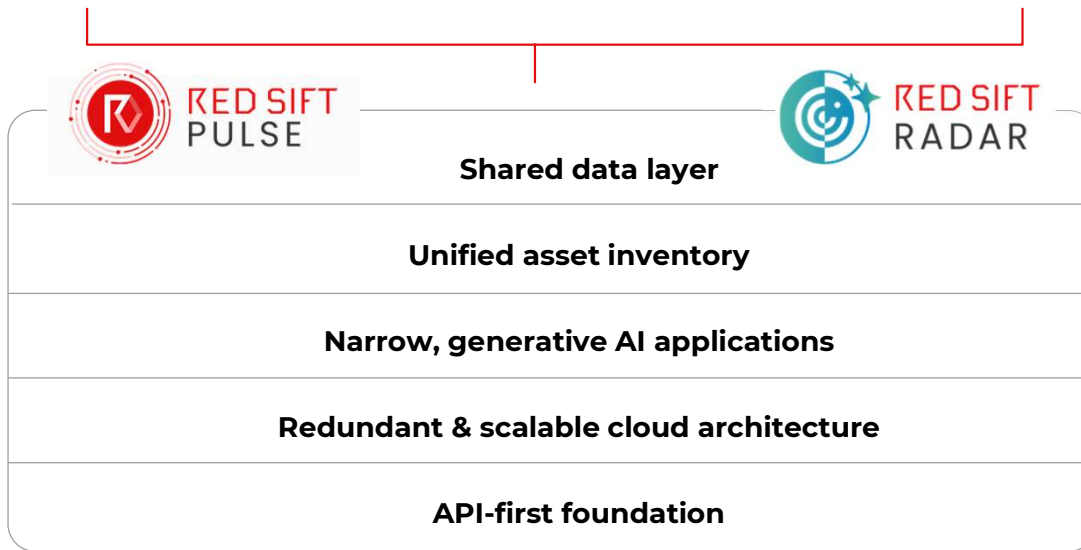 RED SIFT
PULSE
RED SIFT
RADAR
Shared data layer
Unified asset inventory
Narrow, generative AI applications
Redundant & scalable cloud architecture
API-first foundation